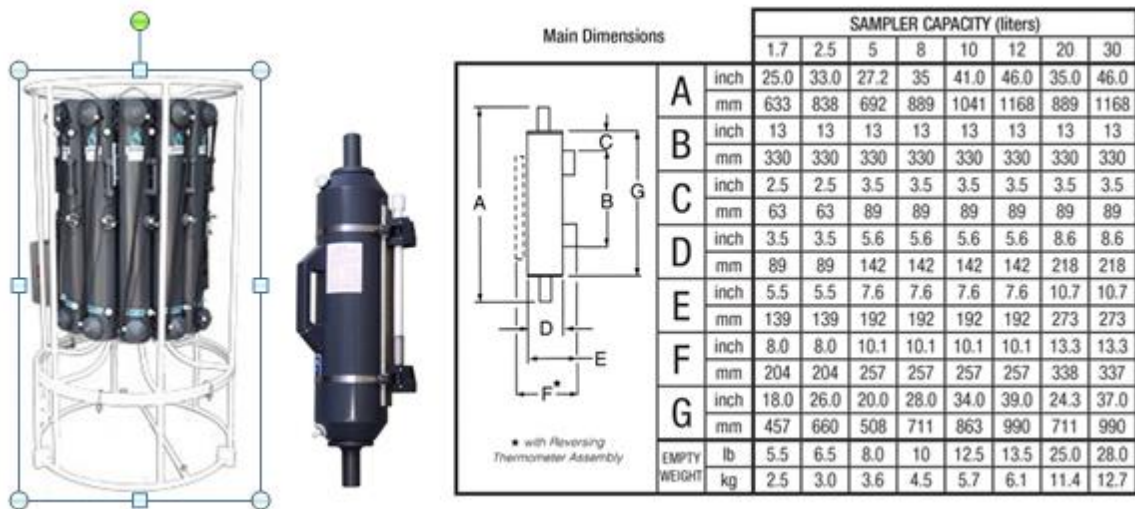 Main Dimensions
SAMPLER CAPACITY (liters)
1.7 2.5 5 8 10 12 20 30
A inch 25.0 33.0 27.2 35 41.0 46.0 35.0 46.0
mm 633 838 692 889 1041 1168 889 1168
B inch 13 13 13 13 13 13 13 13
mm 330 330 330 330 330 330 330 330
C inch 2.5 2.5 3.5 3.5 3.5 3.5 3.5 3.5
mm 63 63 89 89 89 89 89 89
D inch 3.5 3.5 5.6 5.6 5.6 5.6 8.6 8.6
mm 89 89 142 142 142 142 218 218
E inch 5.5 5.5 7.6 7.6 7.6 7.6 10.7 10.7
mm 139 139 192 192 192 192 273 273
F inch 8.0 8.0 10.1 10.1 10.1 10.1 13.3 13.3
mm 204 204 257 257 257 257 338 337
G inch 18.0 26.0 20.0 28.0 34.0 39.0 24.3 37.0
mm 457 660 508 711 863 990 711 990
EMPTY WEIGHT lb 5.5 6.5 8.0 10 12.5 13.5 25.0 28.0
kg 2.5 3.0 3.6 4.5 5.7 6.1 11.4 12.7
C
A
B
G
D
E
F*
★ with Reversing
Thermometer Assembly